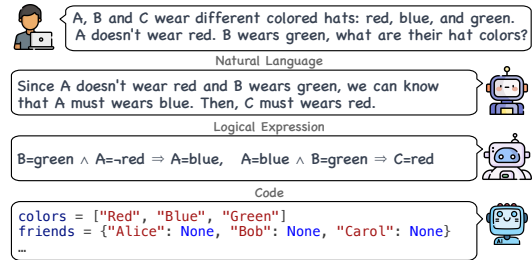 A, B and C wear different colored hats: red, blue, and green.
A doesn't wear red. B wears green, what are their hat colors?
Natural Language
Since A doesn't wear red and B wears green, we can know
that A must wears blue. Then, C must wears red.
Logical Expression
B=green ∧ A=¬red ⇒ A=blue, A=blue ∧ B=green ⇒ C=red
Code
colors = ["Red", "Blue", "Green"]
friends = {"Alice": None, "Bob": None, "Carol": None}
…
AI